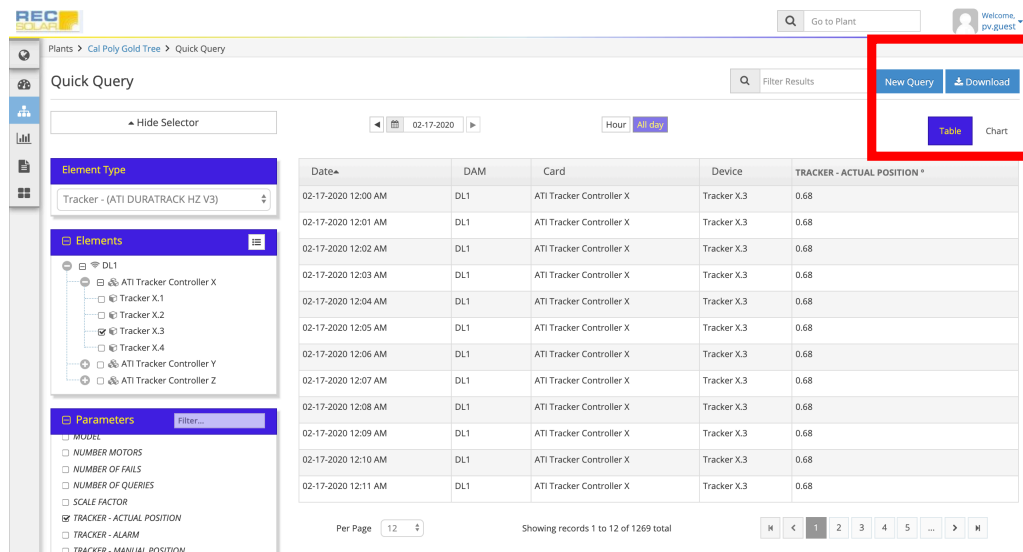 REC
SOLAR
Go to Plant
Welcome,
pv.guest
Plants > Cal Poly Gold Tree > Quick Query
Quick Query
Filter Results
New Query
Download
Hide Selector
02-17-2020
Hour All day
Table Chart
Element Type
Tracker - (ATI DURATRACK HZ V3)
Elements
DL1
ATI Tracker Controller X
Tracker X.1
Tracker X.2
Tracker X.3
Tracker X.4
ATI Tracker Controller Y
ATI Tracker Controller Z
Parameters Filter...
MODEL
NUMBER MOTORS
NUMBER OF FAILS
NUMBER OF QUERIES
SCALE FACTOR
TRACKER - ACTUAL POSITION
TRACKER - ALARM
TRACKER - MANUAL POSITION
Date DAM Card Device TRACKER - ACTUAL POSITION °
02-17-2020 12:00 AM DL1 ATI Tracker Controller X Tracker X.3 0.68
02-17-2020 12:01 AM DL1 ATI Tracker Controller X Tracker X.3 0.68
02-17-2020 12:02 AM DL1 ATI Tracker Controller X Tracker X.3 0.68
02-17-2020 12:03 AM DL1 ATI Tracker Controller X Tracker X.3 0.68
02-17-2020 12:04 AM DL1 ATI Tracker Controller X Tracker X.3 0.68
02-17-2020 12:05 AM DL1 ATI Tracker Controller X Tracker X.3 0.68
02-17-2020 12:06 AM DL1 ATI Tracker Controller X Tracker X.3 0.68
02-17-2020 12:07 AM DL1 ATI Tracker Controller X Tracker X.3 0.68
02-17-2020 12:08 AM DL1 ATI Tracker Controller X Tracker X.3 0.68
02-17-2020 12:09 AM DL1 ATI Tracker Controller X Tracker X.3 0.68
02-17-2020 12:10 AM DL1 ATI Tracker Controller X Tracker X.3 0.68
02-17-2020 12:11 AM DL1 ATI Tracker Controller X Tracker X.3 0.68
Per Page 12 Showing records 1 to 12 of 1269 total 1 2 3 4 5 ...